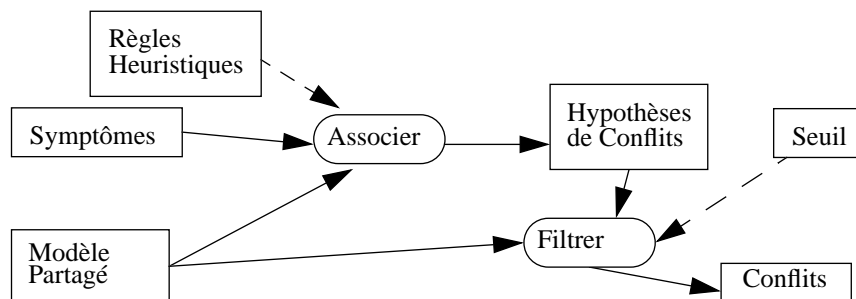 Règles
Heuristiques
Symptômes
Associer
Hypothèses
de Conflits
Seuil
Modèle
Partagé
Filtrer
Conflits